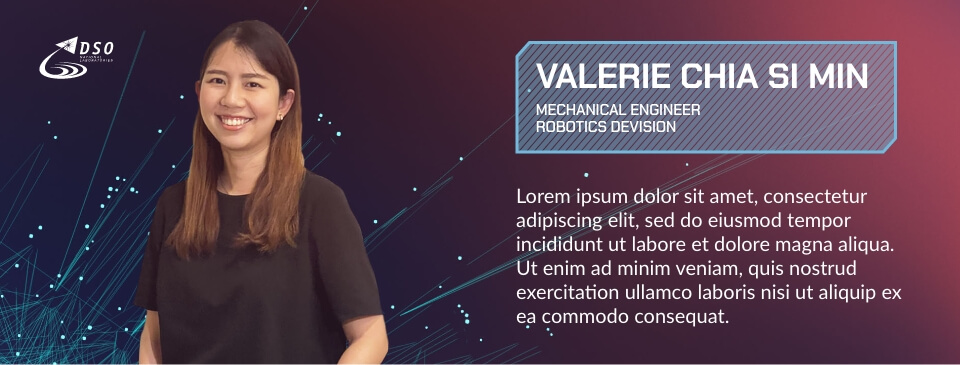 DSO
NATIONAL
LABORATORIES
VALERIE CHIA SI MIN
MECHANICAL ENGINEER
ROBOTICS DEVISION
Lorem ipsum dolor sit amet, consectetur
adipiscing elit, sed do eiusmod tempor
incididunt ut labore et dolore magna aliqua.
Ut enim ad minim veniam, quis nostrud
exercitation ullamco laboris nisi ut aliquip ex
ea commodo consequat.